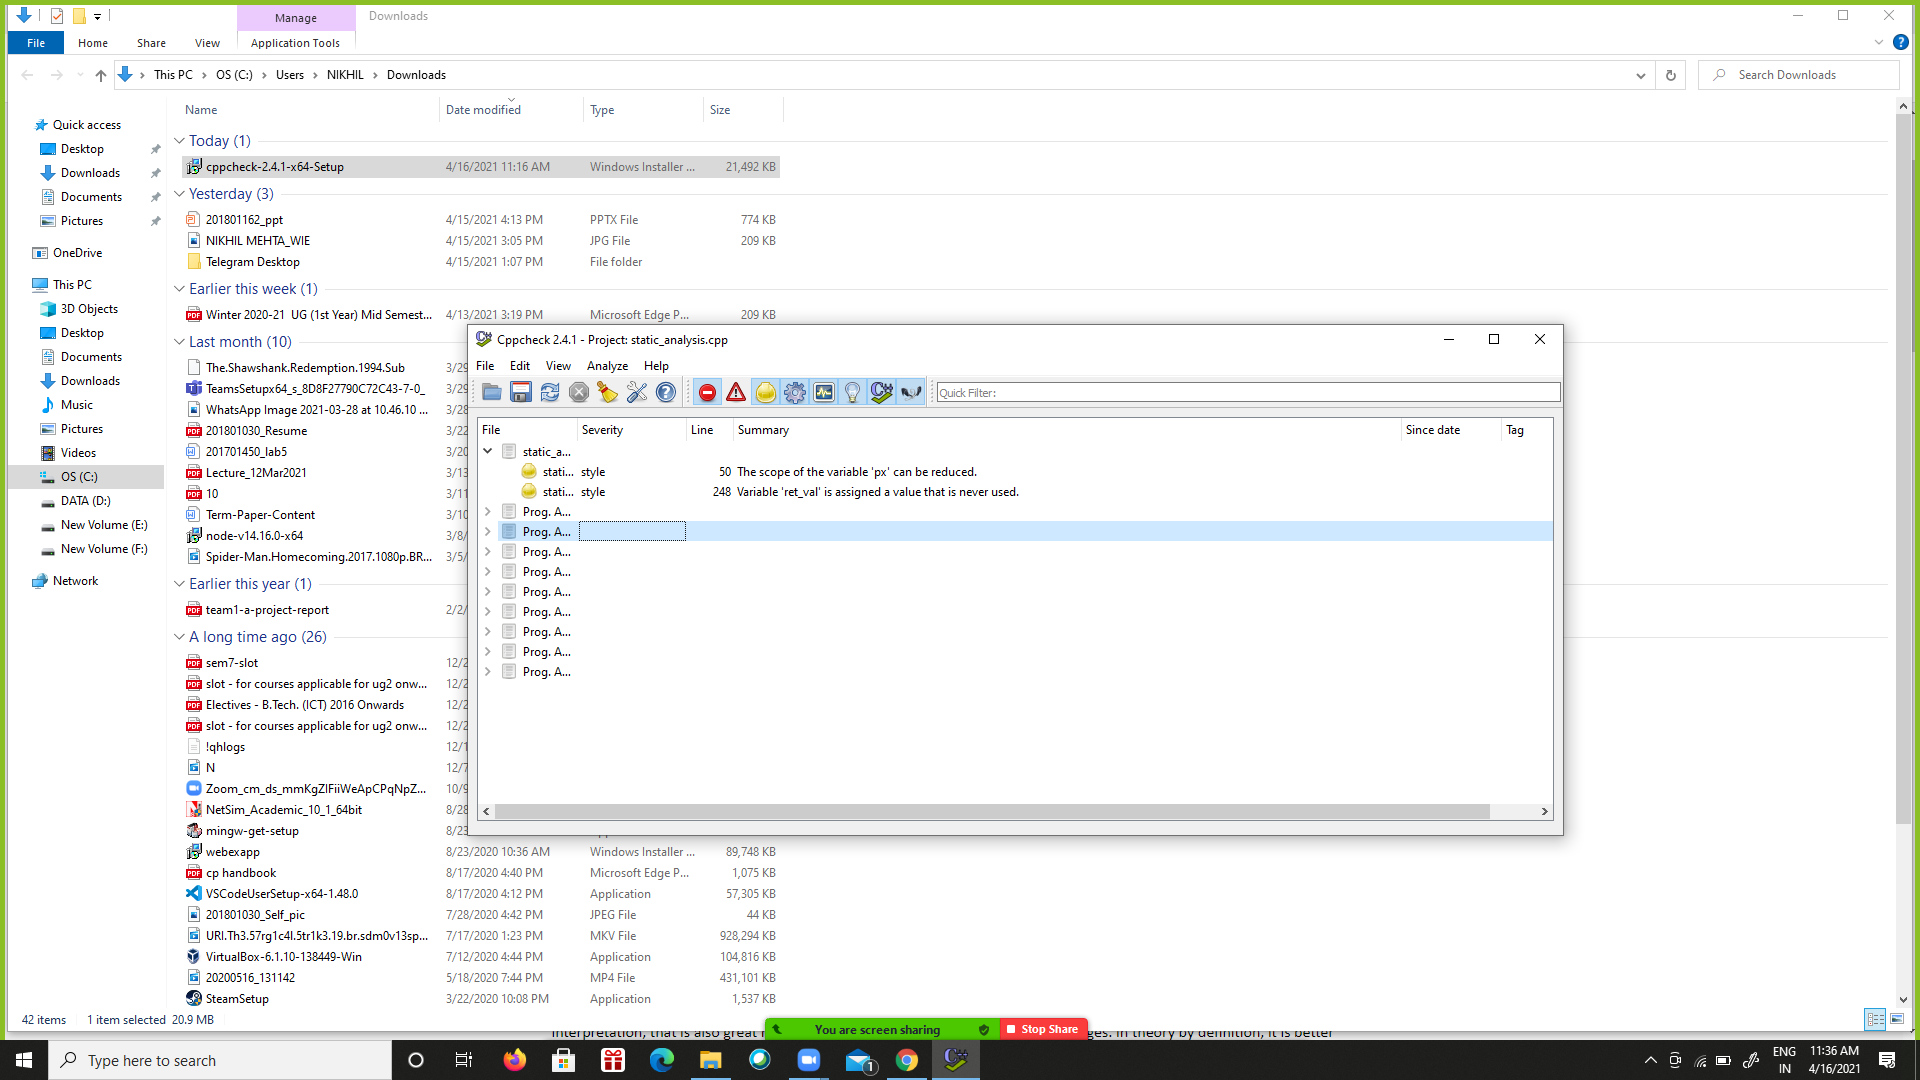 Manage
Downloads
File Home Share View Application Tools
This PC > OS (C:) > Users > NIKHIL > Downloads
Search Downloads
Name Date modified Type Size
Quick access
Desktop
Downloads
Documents
Pictures
OneDrive
This PC
3D Objects
Desktop
Documents
Downloads
Music
Pictures
Videos
OS (C:)
DATA (D:)
New Volume (E:)
New Volume (F:)
Network
Today (1)
cppcheck-2.4.1-x64-Setup 4/16/2021 11:16 AM Windows Installer ... 21,492 KB
Yesterday (3)
201801162_ppt 4/15/2021 4:13 PM PPTX File 774 KB
NIKHIL MEHTA_WIE 4/15/2021 3:05 PM JPG File 209 KB
Telegram Desktop 4/15/2021 1:07 PM File folder
Earlier this week (1)
Winter 2020-21 UG (1st Year) Mid Semest... 4/13/2021 3:19 PM Microsoft Edge P... 209 KB
Last month (10)
The.Shawshank.Redemption.1994.Sub 3/29
TeamsSetupx64_s_8D8F27790C72C43-7-0_ 3/29
WhatsApp Image 2021-03-28 at 10.46.10 ... 3/28
201801030_Resume 3/22
201701450_lab5 3/20
Lecture_12Mar2021 3/13
10 3/11
Term-Paper-Content 3/10
node-v14.16.0-x64 3/8/
Spider-Man.Homecoming.2017.1080p.BR... 3/5/
Earlier this year (1)
team1-a-project-report 2/2/
A long time ago (26)
sem7-slot 12/2
slot - for courses applicable for ug2 onw... 12/2
Electives - B.Tech. (ICT) 2016 Onwards 12/2
slot - for courses applicable for ug2 onw... 12/2
!qhlogs 12/1
N 12/7
Zoom_cm_ds_mmKgZlFiiWeApCPqNpZ... 10/9
NetSim_Academic_10_1_64bit 8/28
mingw-get-setup 8/23
webexapp 8/23/2020 10:36 AM Windows Installer ... 89,748 KB
cp handbook 8/17/2020 4:40 PM Microsoft Edge P... 1,075 KB
VSCodeUserSetup-x64-1.48.0 8/17/2020 4:12 PM Application 57,305 KB
201801030_Self_pic 7/28/2020 4:42 PM JPEG File 44 KB
URI.Th3.57rg1c4l.5tr1k3.19.br.sdm0v13sp... 7/17/2020 1:23 PM MKV File 928,294 KB
VirtualBox-6.1.10-138449-Win 7/12/2020 4:44 PM Application 104,816 KB
20200516_131142 5/18/2020 7:44 PM MP4 File 431,101 KB
SteamSetup 3/22/2020 10:08 PM Application 1,537 KB
42 items 1 item selected 20.9 MB
Cppcheck 2.4.1 - Project: static_analysis.cpp
File Edit View Analyze Help
Quick Filter:
File Severity Line Summary Since date Tag
static_a...
stati... style 50 The scope of the variable 'px' can be reduced.
stati... style 248 Variable 'ret_val' is assigned a value that is never used.
Prog. A...
Prog. A...
Prog. A...
Prog. A...
Prog. A...
Prog. A...
Prog. A...
Prog. A...
Prog. A...
interpretation, that is also great
ges. In theory by definition, it is better
You are screen sharing Stop Share
Type here to search
1
ENG
IN
11:36 AM
4/16/2021